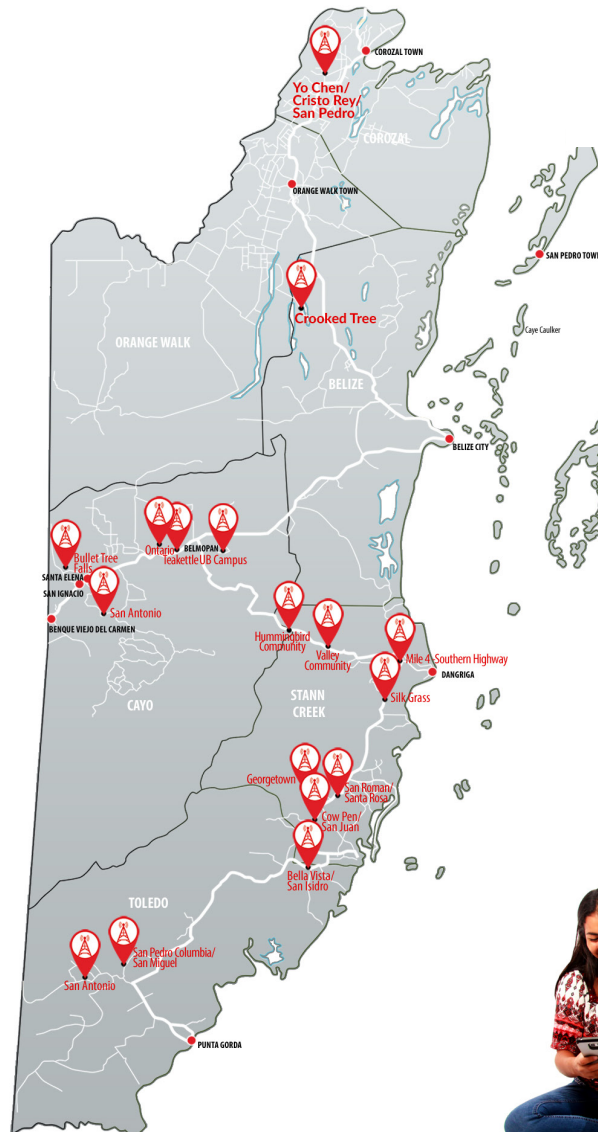 COROZAL TOWN
Yo Chen/
Cristo Rey/
San Pedro
COROZAL
ORANGE WALK TOWN
SAN PEDRO TOWN
Crooked Tree
Caye Caulker
ORANGE WALK
BELIZE
BELIZE CITY
Ontario
BELMOPAN
Teakettle
UB Campus
Bullet Tree
Falls
SANTA ELENA
SAN IGNACIO
San Antonio
BENQUE VIEJO DEL CARMEN
Hummingbird
Community
Valley
Community
Mile 4 - Southern Highway
DANGRIGA
STANN
CREEK
Silk Grass
CAYO
Georgetown
San Roman/
Santa Rosa
Cow Pen/
San Juan
Bella Vista/
San Isidro
TOLEDO
San Pedro Columbia/
San Miguel
San Antonio
PUNTA GORDA